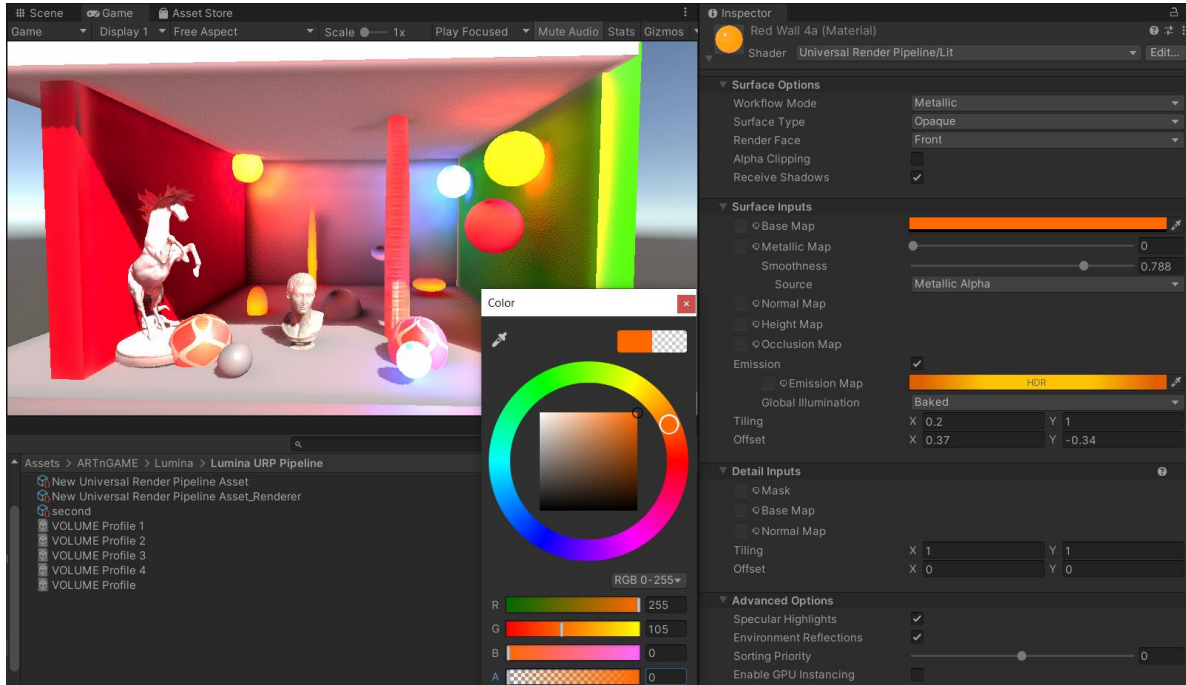 Scene Game Asset Store
Game Display 1 Free Aspect Scale 1x Play Focused Mute Audio Stats Gizmos
Assets > ARTnGAME > Lumina > Lumina URP Pipeline
New Universal Render Pipeline Asset
New Universal Render Pipeline Asset_Renderer
second
VOLUME Profile 1
VOLUME Profile 2
VOLUME Profile 3
VOLUME Profile 4
VOLUME Profile
Color
RGB 0-255
R 255
G 105
B 0
A 0
Inspector
Red Wall 4a (Material)
Shader Universal Render Pipeline/Lit Edit...
Surface Options
Workflow Mode Metallic
Surface Type Opaque
Render Face Front
Alpha Clipping
Receive Shadows
Surface Inputs
Base Map
Metallic Map 0
Smoothness 0.788
Source Metallic Alpha
Normal Map
Height Map
Occlusion Map
Emission
Emission Map HDR
Global Illumination Baked
Tiling X 0.2 Y 1
Offset X 0.37 Y -0.34
Detail Inputs
Mask
Base Map
Normal Map
Tiling X 1 Y 1
Offset X 0 Y 0
Advanced Options
Specular Highlights
Environment Reflections
Sorting Priority 0
Enable GPU Instancing